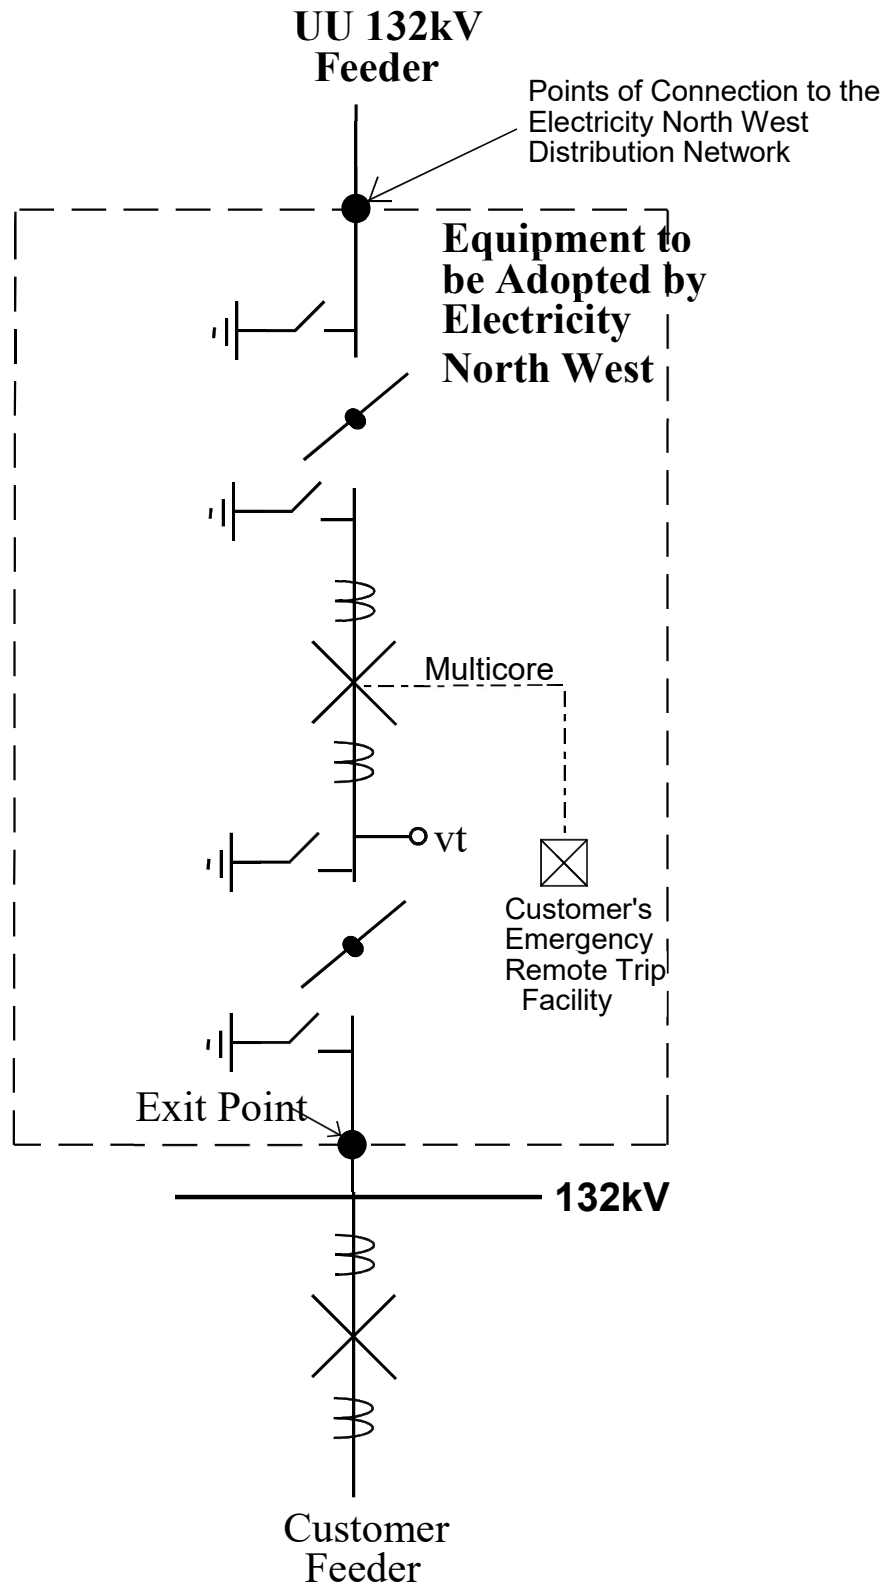 UU 132kV
Feeder
Points of Connection to the
Electricity North West
Distribution Network
Equipment to
be Adopted by
Electricity
North West
Multicore
vt
Customer's
Emergency
Remote Trip
Facility
Exit Point
132kV
Customer
Feeder